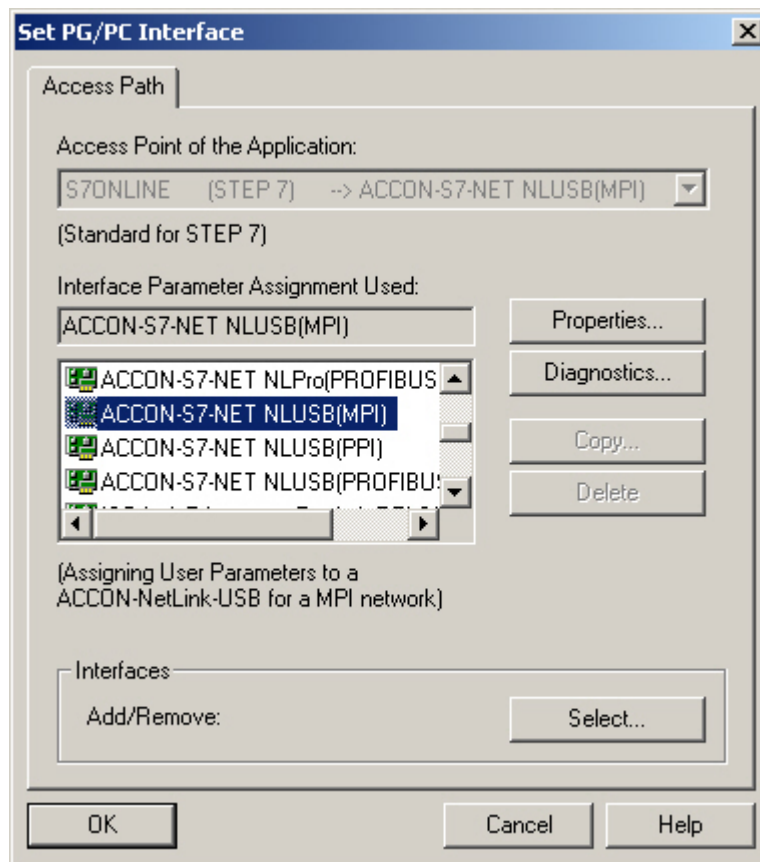 Set PG/PC Interface
Access Path
Access Point of the Application:
S7ONLINE (STEP 7) --> ACCON-S7-NET NLUSB(MPI)
(Standard for STEP 7)
Interface Parameter Assignment Used:
ACCON-S7-NET NLUSB(MPI)
Properties...
ACCON-S7-NET NLPro(PROFIBUS
Diagnostics...
ACCON-S7-NET NLUSB(MPI)
ACCON-S7-NET NLUSB(PPI)
Copy...
ACCON-S7-NET NLUSB(PROFIBU
Delete
(Assigning User Parameters to a
ACCON-NetLink-USB for a MPI network)
Interfaces
Add/Remove:
Select...
OK
Cancel
Help